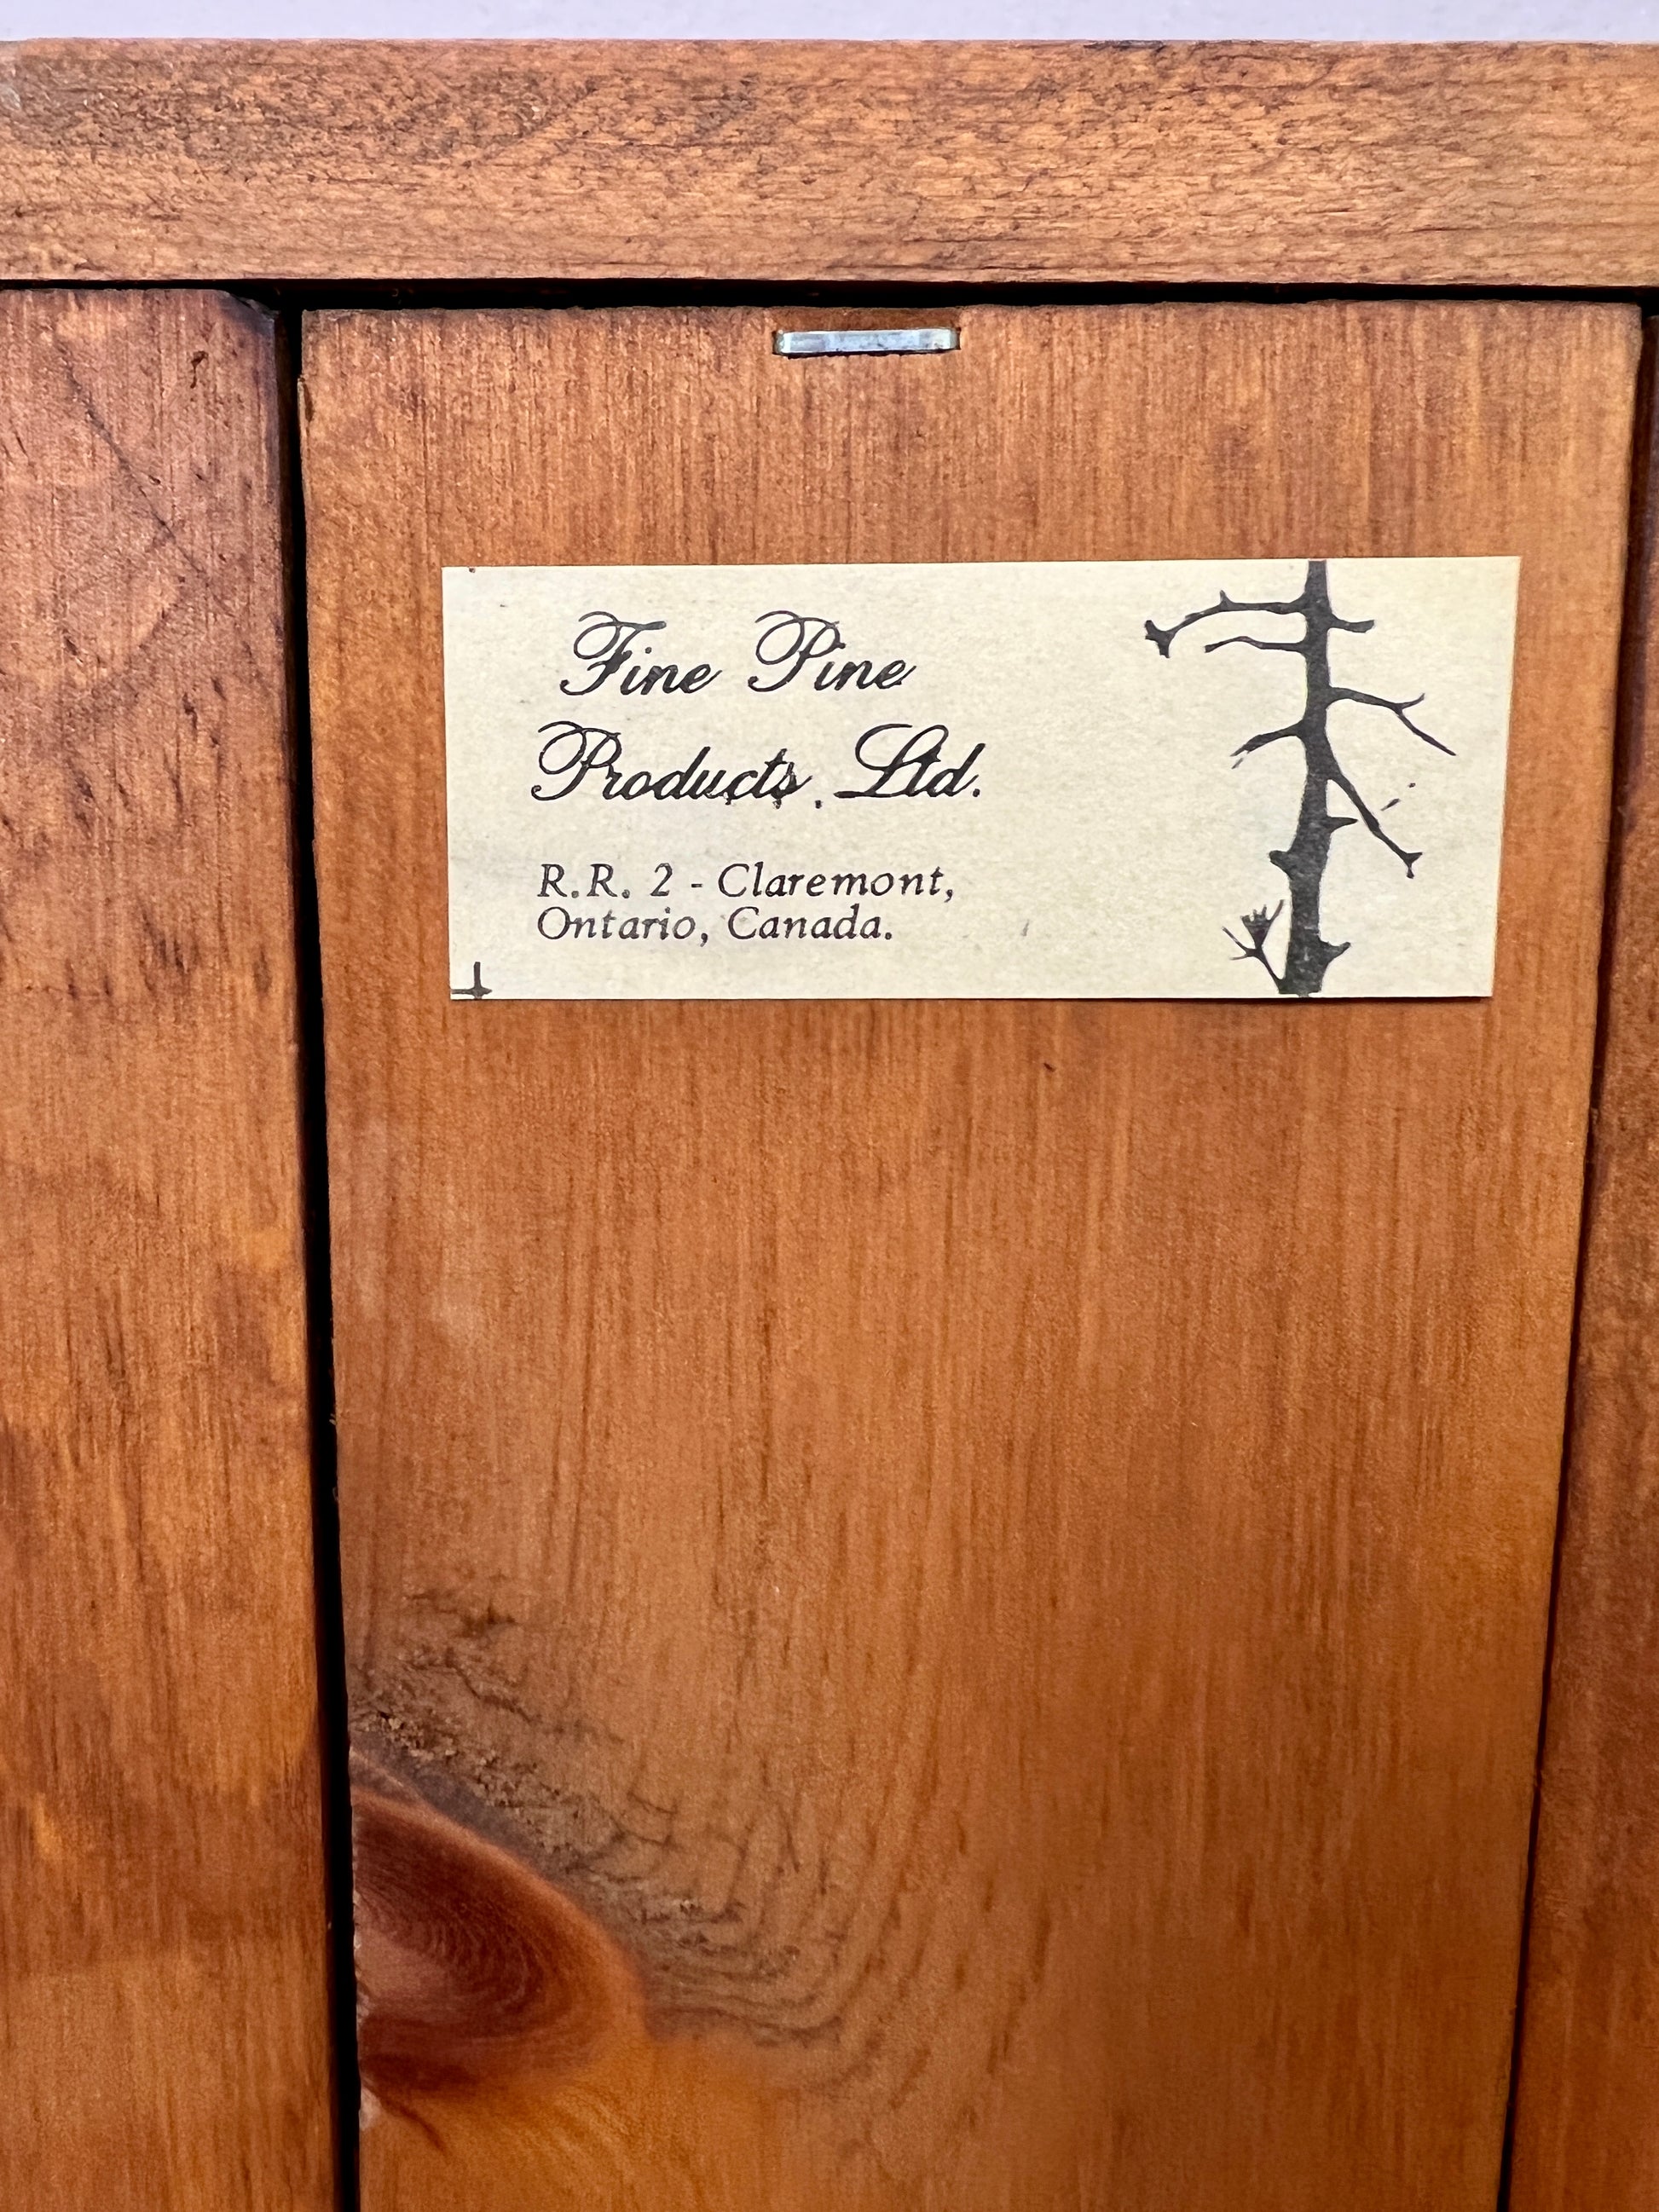 Fine Pine
Products Ltd.
R.R. 2 - Claremont,
Ontario, Canada.